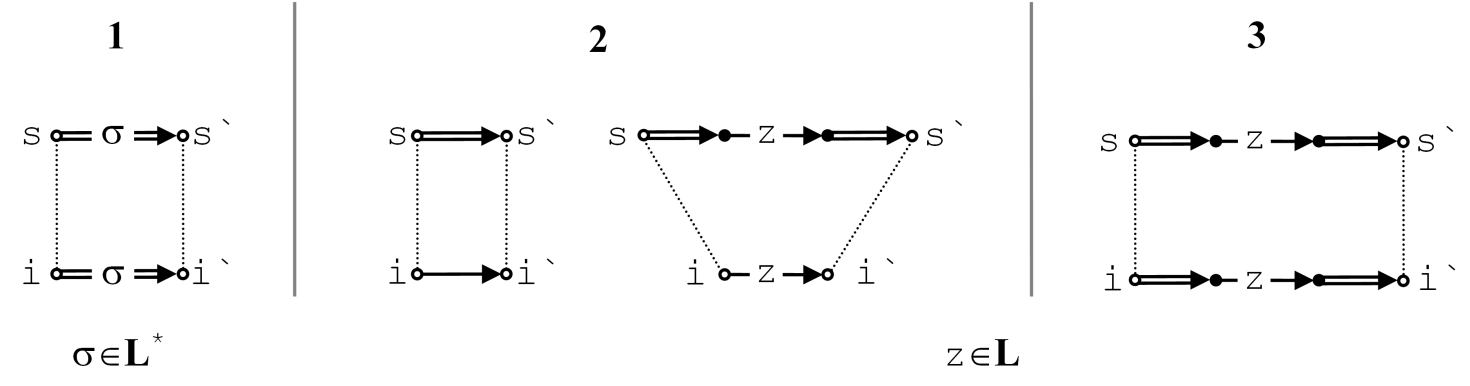 1 2 3
s σ s` s s` s z s` s z s`
i σ i` i i` i z i` i z i`
σ∈L* z∈L